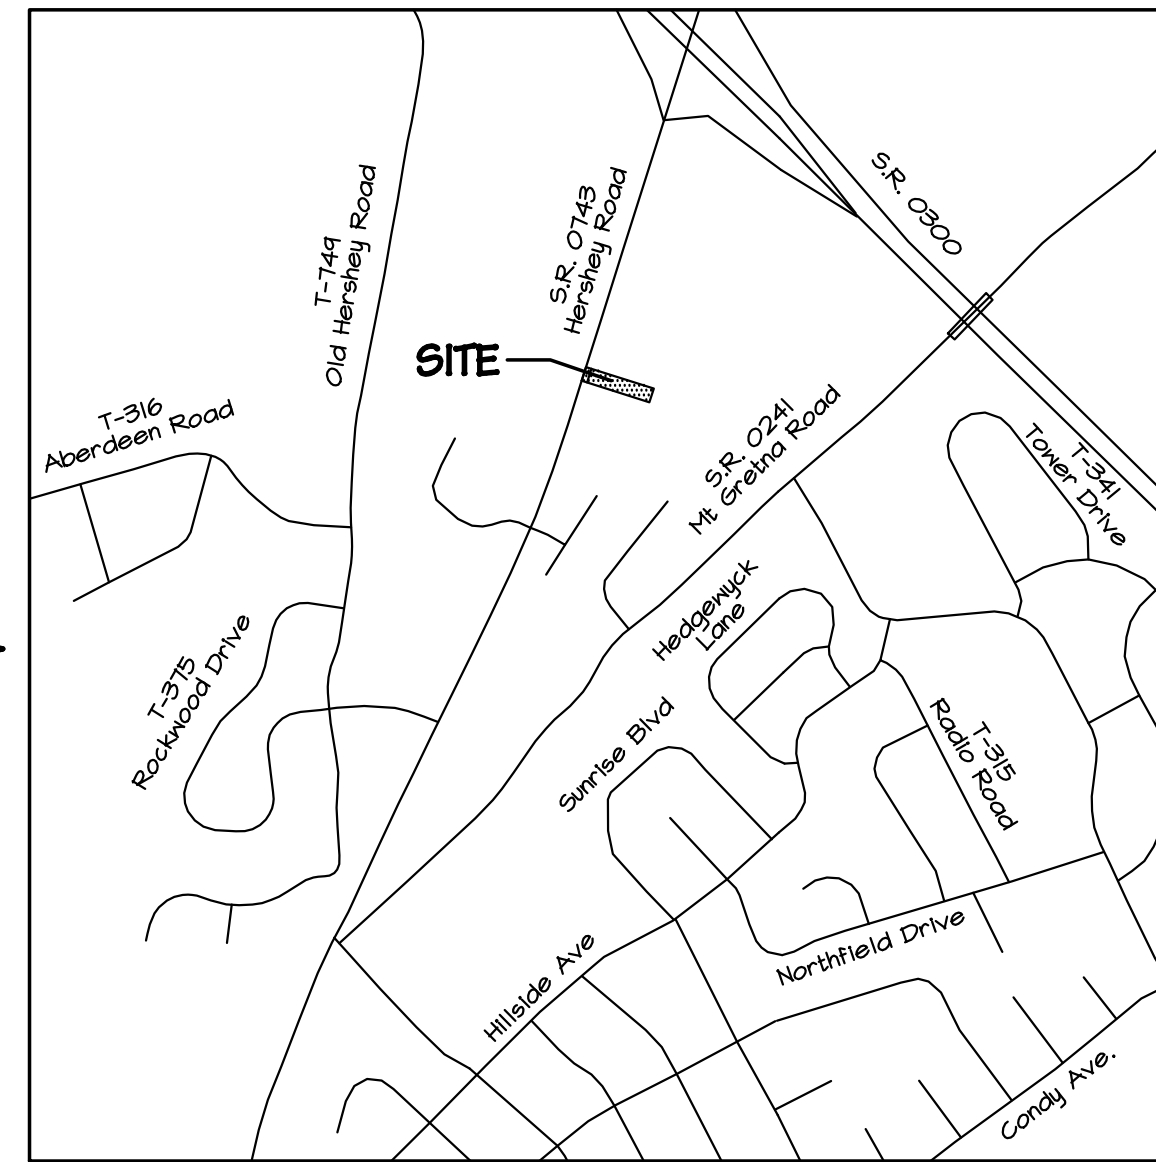 S.R. 0300
T-749
Old Hershey Road
S.R. 0743
Hershey Road
SITE
T-316
Aberdeen Road
S.R. 0241
Mt Gretna Road
T-341
Tower Drive
Hedgewyck
Lane
T-375
Rockwood Drive
Sunrise Blvd
T-315
Radio Road
Hillside Ave
Northfield Drive
Condy Ave.